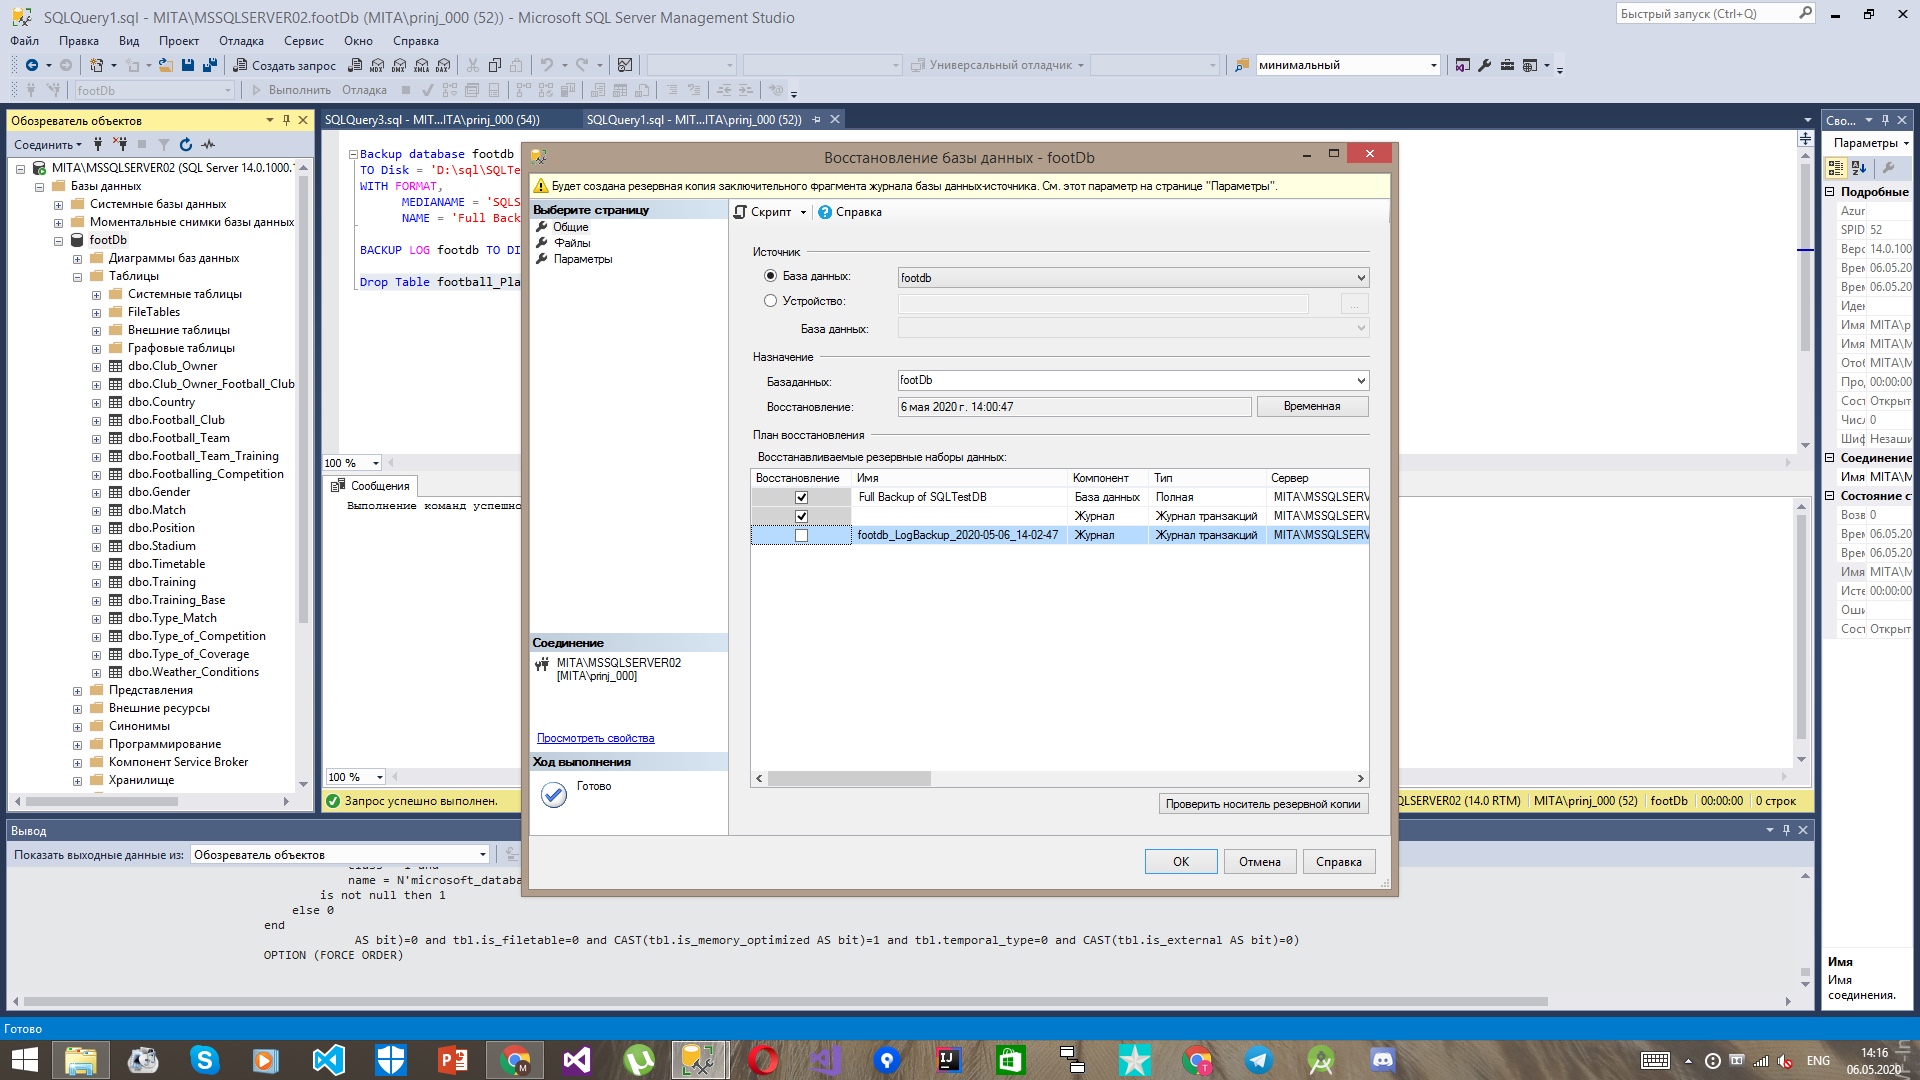 SQLQuery1.sql - MITA\MSSQLSERVER02.footDb (MITA\prinj_000 (52)) - Microsoft SQL Server Management Studio
Быстрый запуск (Ctrl+Q)
Файл Правка Вид Проект Отладка Сервис Окно Справка
Создать запрос Универсальный отладчик минимальный
footDb Выполнить Отладка
Обозреватель объектов
Соединить
MITA\MSSQLSERVER02 (SQL Server 14.0.1000.
Базы данных
Системные базы данных
Моментальные снимки базы данных
footDb
Диаграммы баз данных
Таблицы
Системные таблицы
FileTables
Внешние таблицы
Графовые таблицы
dbo.Club_Owner
dbo.Club_Owner_Football_Club
dbo.Country
dbo.Football_Club
dbo.Football_Team
dbo.Football_Team_Training
dbo.Footballing_Competition
dbo.Gender
dbo.Match
dbo.Position
dbo.Stadium
dbo.Timetable
dbo.Training
dbo.Training_Base
dbo.Type_Match
dbo.Type_of_Competition
dbo.Type_of_Coverage
dbo.Weather_Conditions
Представления
Внешние ресурсы
Синонимы
Программирование
Компонент Service Broker
Хранилище
SQLQuery3.sql - MIT...ITA\prinj_000 (54))
SQLQuery1.sql - MIT...ITA\prinj_000 (52))
Backup database footdb
TO Disk = 'D:\sql\SQLTe
WITH FORMAT,
MEDIANAME = 'SQLS
NAME = 'Full Back
BACKUP LOG footdb TO DI
Drop Table football_Pla
100 %
Сообщения
Выполнение команд успешно
100 %
Запрос успешно выполнен.
QLSERVER02 (14.0 RTM) MITA\prinj_000 (52) footDb 00:00:00 0 строк
Восстановление базы данных - footDb
Будет создана резервная копия заключительного фрагмента журнала базы данных-источника. См. этот параметр на странице "Параметры".
Выберите страницу
Общие
Файлы
Параметры
Соединение
MITA\MSSQLSERVER02
[MITA\prinj_000]
Просмотреть свойства
Ход выполнения
Готово
Скрипт Справка
Источник
База данных: footdb
Устройство: ...
База данных:
Назначение
Базаданных: footDb
Восстановление: 6 мая 2020 г. 14:00:47 Временная
План восстановления
Восстанавливаемые резервные наборы данных:
Восстановление Имя Компонент Тип Сервер
Full Backup of SQLTestDB База данных Полная MITA\MSSQLSERV
Журнал Журнал транзакций MITA\MSSQLSERV
footdb_LogBackup_2020-05-06_14-02-47 Журнал Журнал транзакций MITA\MSSQLSERV
Проверить носитель резервной копии
ОК Отмена Справка
Сво...
Параметры
Подробные
Azur
SPID 52
Верс 14.0.100
Врем 06.05.20
Врем 06.05.20
Иден
Имя MITA\p
Имя MITA\M
Отоб MITA\M
Про, 00:00:00
Сост Открыт
Числ 0
Шиф Незаши
Соединение
Имя MITA\M
Состояние с
Возв 0
Врем 06.05.20
Врем 06.05.20
Имя MITA\M
Исте 00:00:00
Оши
Сост Открыт
Имя
Имя
соединения.
Вывод
Показать выходные данные из: Обозреватель объектов
name = N'microsoft_databa
is not null then 1
else 0
end
AS bit)=0 and tbl.is_filetable=0 and CAST(tbl.is_memory_optimized AS bit)=1 and tbl.temporal_type=0 and CAST(tbl.is_external AS bit)=0)
OPTION (FORCE ORDER)
Готово
ENG
14:16
06.05.2020